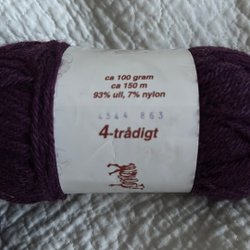 ca 100 gram
ca 150 m
93% ull, 7% nylon
4344 863
4-trådigt